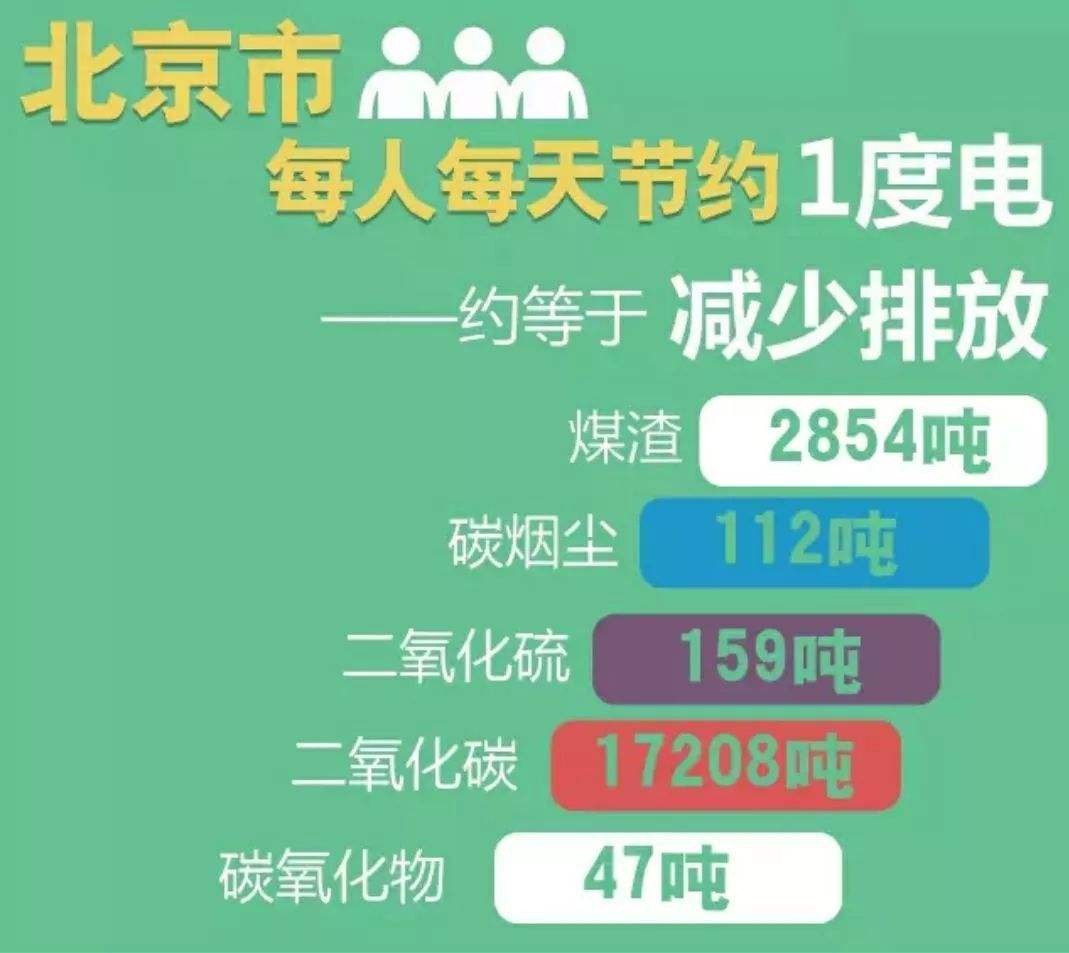 北京市
每人每天节约1度电
——约等于 减少排放
煤渣 2854吨
碳烟尘 112吨
二氧化硫 159吨
二氧化碳 17208吨
碳氧化物 47吨